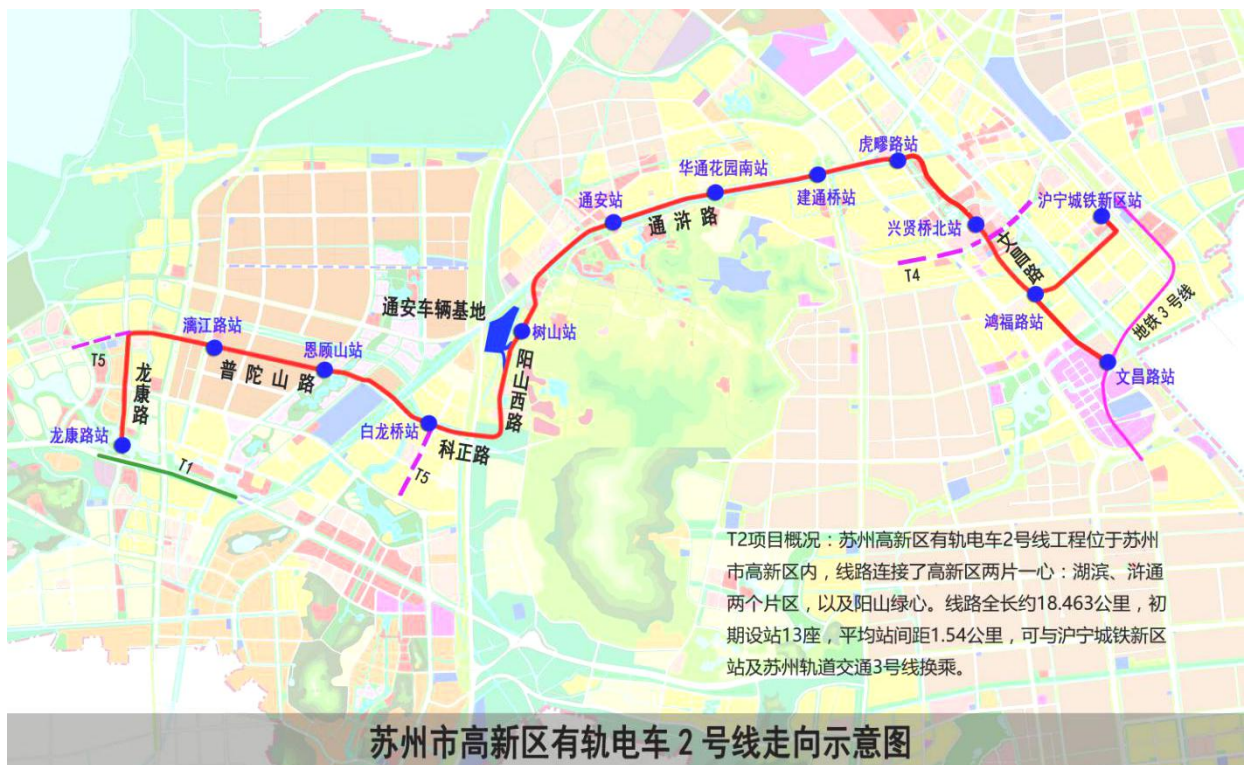 虎疁路站
华通花园南站
建通桥站
沪宁城铁新区站
通安站
通浒路
兴贤桥北站
文昌路
T4
鸿福路站
地铁3号线
文昌路站
通安车辆基地
树山站
阳山西路
漓江路站
恩顾山站
普陀山路
T5
龙康路
龙康路站
白龙桥站
科正路
T5
T1
T2项目概况：苏州高新区有轨电车2号线工程位于苏州
市高新区内，线路连接了高新区两片一心：湖滨、浒通
两个片区，以及阳山绿心。线路全长约18.463公里，初
期设站13座，平均站间距1.54公里，可与沪宁城铁新区
站及苏州轨道交通3号线换乘。
苏州市高新区有轨电车2号线走向示意图